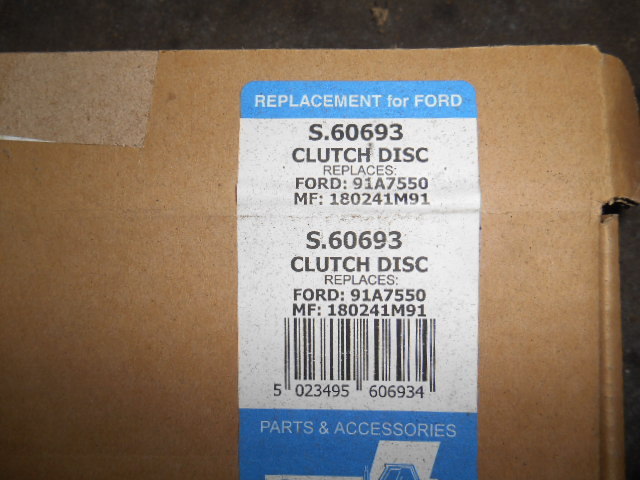 REPLACEMENT for FORD
S.60693
CLUTCH DISC
REPLACES:
FORD: 91A7550
MF: 180241M91
S.60693
CLUTCH DISC
REPLACES:
FORD: 91A7550
MF: 180241M91
5 023495 606934
PARTS & ACCESSORIES